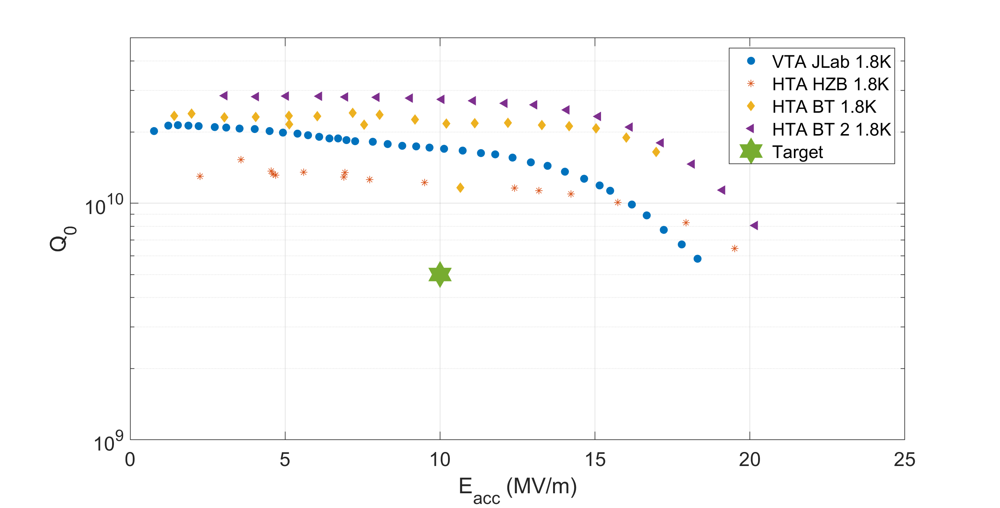 VTA JLab 1.8K
HTA HZB 1.8K
HTA BT 1.8K
HTA BT 2 1.8K
Target
10^10
10^9
Q_0
0 5 10 15 20 25
E_acc (MV/m)